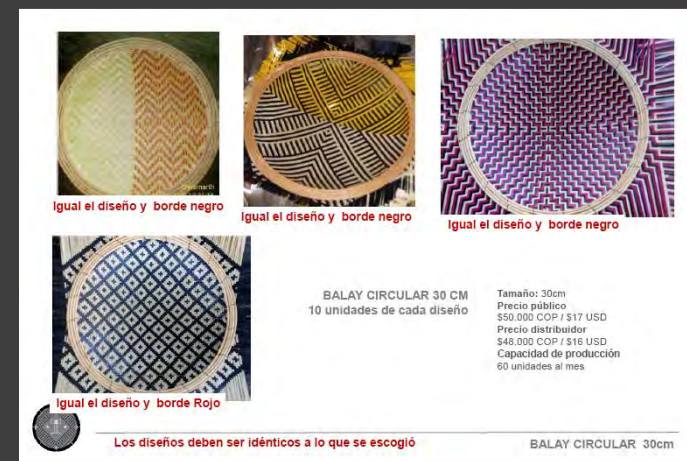 Igual el diseño y borde negro
Igual el diseño y borde negro
Igual el diseño y borde negro
Igual el diseño y borde Rojo
BALAY CIRCULAR 30 CM
10 unidades de cada diseño
Tamaño: 30cm
Precio público
$50.000 COP / $17 USD
Precio distribuidor
$48.000 COP / $16 USD
Capacidad de producción
60 unidades al mes
Los diseños deben ser idénticos a lo que se escogió
BALAY CIRCULAR 30cm